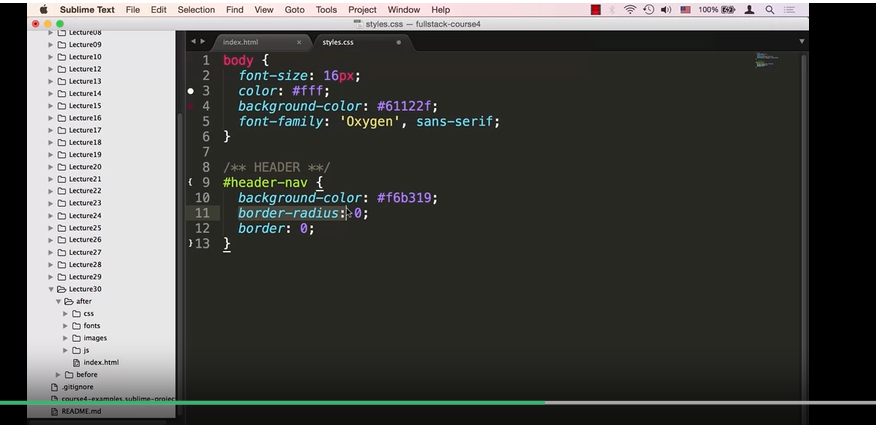 Sublime Text File Edit Selection Find View Goto Tools Project Window Help 100%
styles.css — fullstack-course4
Lecture08
Lecture09
Lecture10
Lecture12
Lecture13
Lecture14
Lecture15
Lecture16
Lecture17
Lecture18
Lecture19
Lecture20
Lecture21
Lecture22
Lecture23
Lecture24
Lecture25
Lecture26
Lecture27
Lecture28
Lecture29
Lecture30
after
css
fonts
images
js
index.html
before
.gitignore
course4-examples.sublime-project
README.md
index.html × styles.css
1 body {
2 font-size: 16px;
3 color: #fff;
4 background-color: #61122f;
5 font-family: 'Oxygen', sans-serif;
6 }
7
8 /** HEADER **/
{ 9 #header-nav {
10 background-color: #f6b319;
11 border-radius: 0;
12 border: 0;
} 13 }